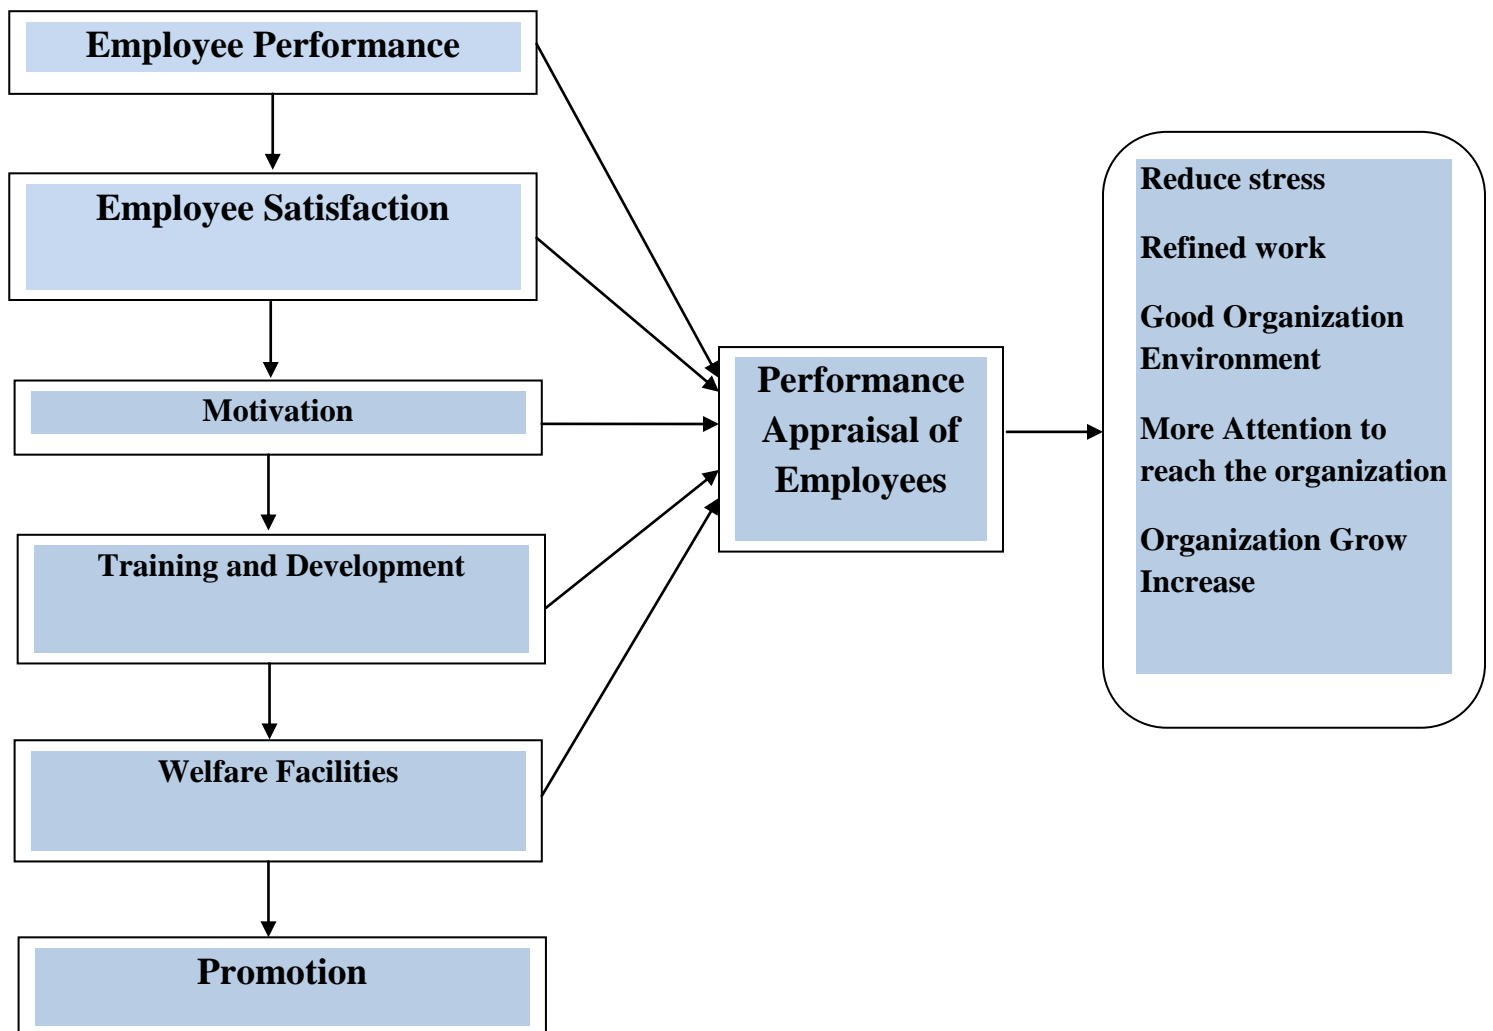 Employee Performance
Employee Satisfaction
Motivation
Training and Development
Welfare Facilities
Promotion
Performance
Appraisal of
Employees
Reduce stress
Refined work
Good Organization
Environment
More Attention to
reach the organization
Organization Grow
Increase